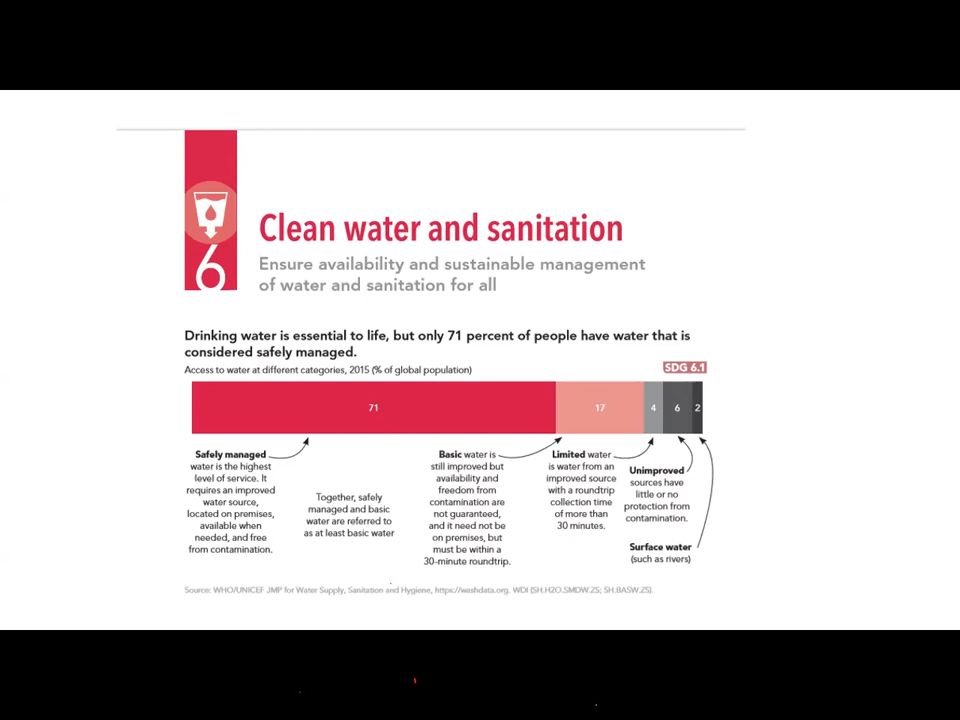 6
Clean water and sanitation
Ensure availability and sustainable management
of water and sanitation for all
Drinking water is essential to life, but only 71 percent of people have water that is
considered safely managed.
Access to water at different categories, 2015 (% of global population)
SDG 6.1
71
17
4
6
2
Safely managed
water is the highest
level of service. It
requires an improved
water source,
located on premises,
available when
needed, and free
from contamination.
Together, safely
managed and basic
water are referred to
as at least basic water
Basic water is
still improved but
availability and
freedom from
contamination are
not guaranteed,
and it need not be
on premises, but
must be within a
30-minute roundtrip.
Limited water
is water from an
improved source
with a roundtrip
collection time
of more than
30 minutes.
Unimproved
sources have
little or no
protection from
contamination.
Surface water
(such as rivers)
Source: WHO/UNICEF JMP for Water Supply, Sanitation and Hygiene, https://washdata.org. WDI (SH.H2O.SMDW.ZS; SH.BASW.ZS).